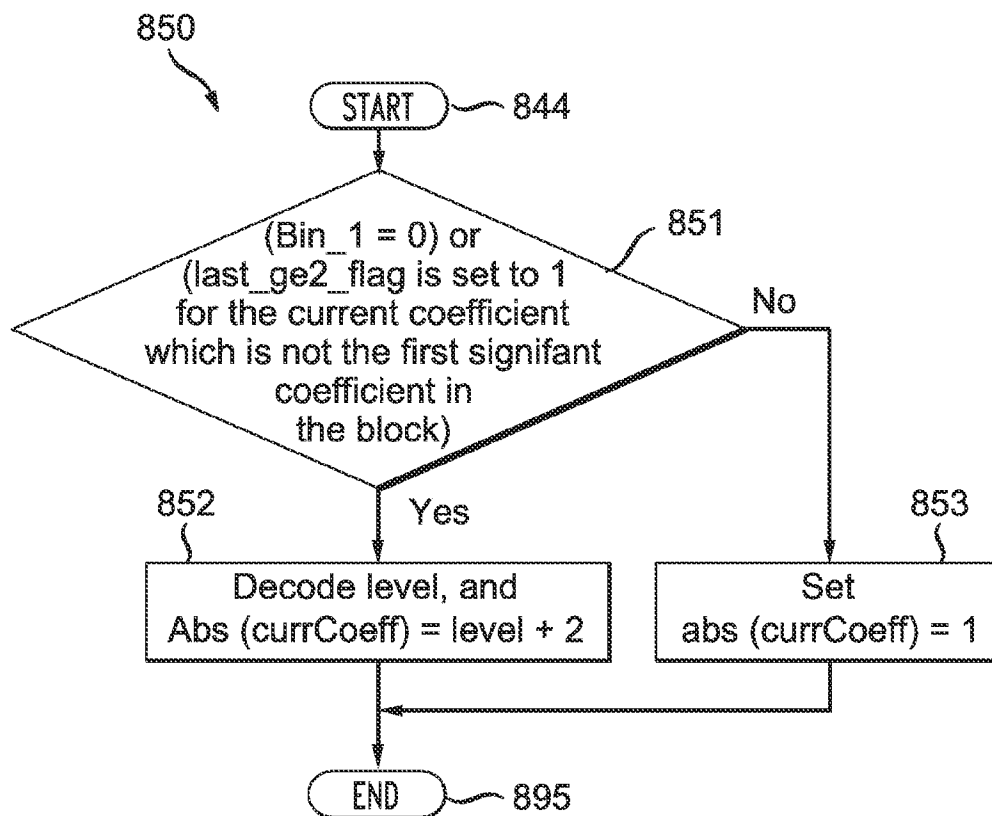 850
START
844
(Bin_1 = 0) or
(last_ge2_flag is set to 1
for the current coefficient
which is not the first signifant
coefficient in
the block)
851
No
Yes
852
Decode level, and
Abs (currCoeff) = level + 2
853
Set
abs (currCoeff) = 1
END
895